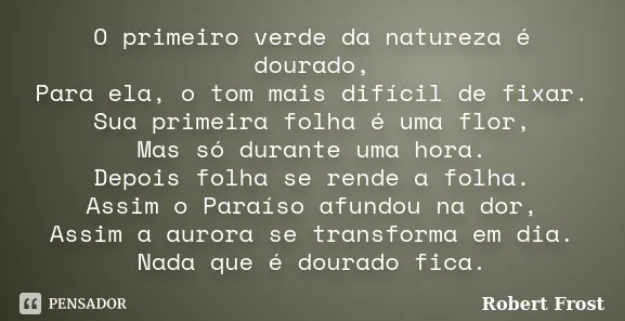 O primeiro verde da natureza é
dourado,
Para ela, o tom mais difícil de fixar.
Sua primeira folha é uma flor,
Mas só durante uma hora.
Depois folha se rende a folha.
Assim o Paraíso afundou na dor,
Assim a aurora se transforma em dia.
Nada que é dourado fica.
PENSADOR
Robert Frost